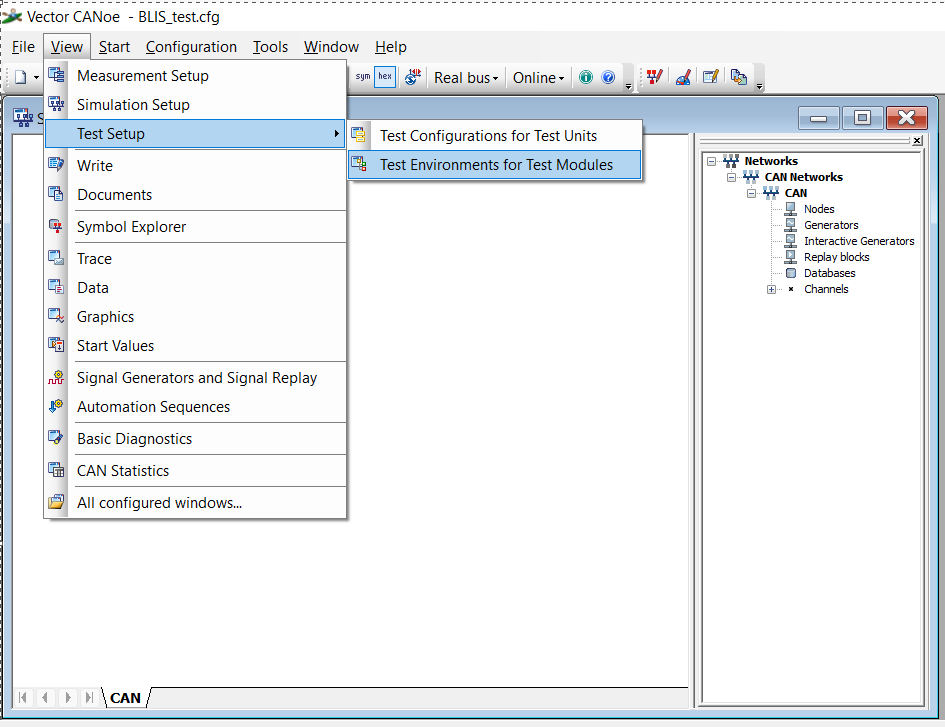 Vector CANoe - BLIS_test.cfg
File View Start Configuration Tools Window Help
sym hex Real bus Online
Measurement Setup
Simulation Setup
Test Setup
Write
Documents
Symbol Explorer
Trace
Data
Graphics
Start Values
Signal Generators and Signal Replay
Automation Sequences
Basic Diagnostics
CAN Statistics
All configured windows...
Test Configurations for Test Units
Test Environments for Test Modules
Networks
CAN Networks
CAN
Nodes
Generators
Interactive Generators
Replay blocks
Databases
Channels
CAN